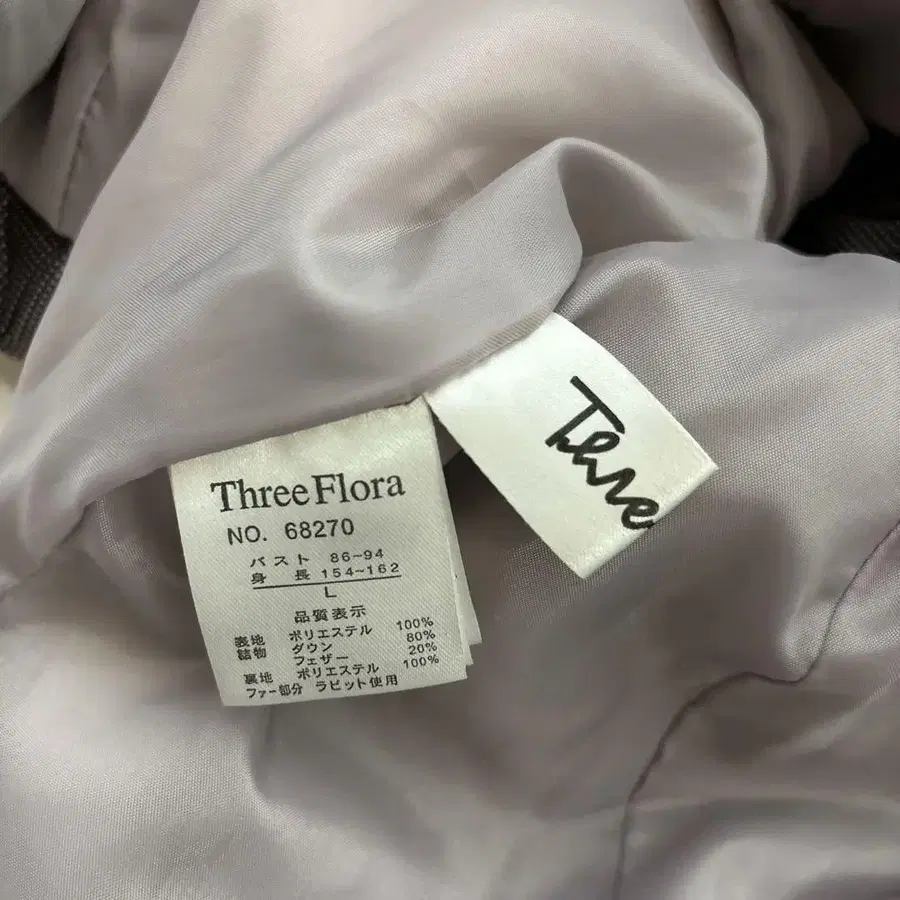 Three Flora
NO. 68270
バスト 86~94
身長 154~162
L
品質表示
表地 ポリエステル 100%
詰物 ダウン 80%
フェザー 20%
裏地 ポリエステル 100%
ファー部分 ラビット使用
Three